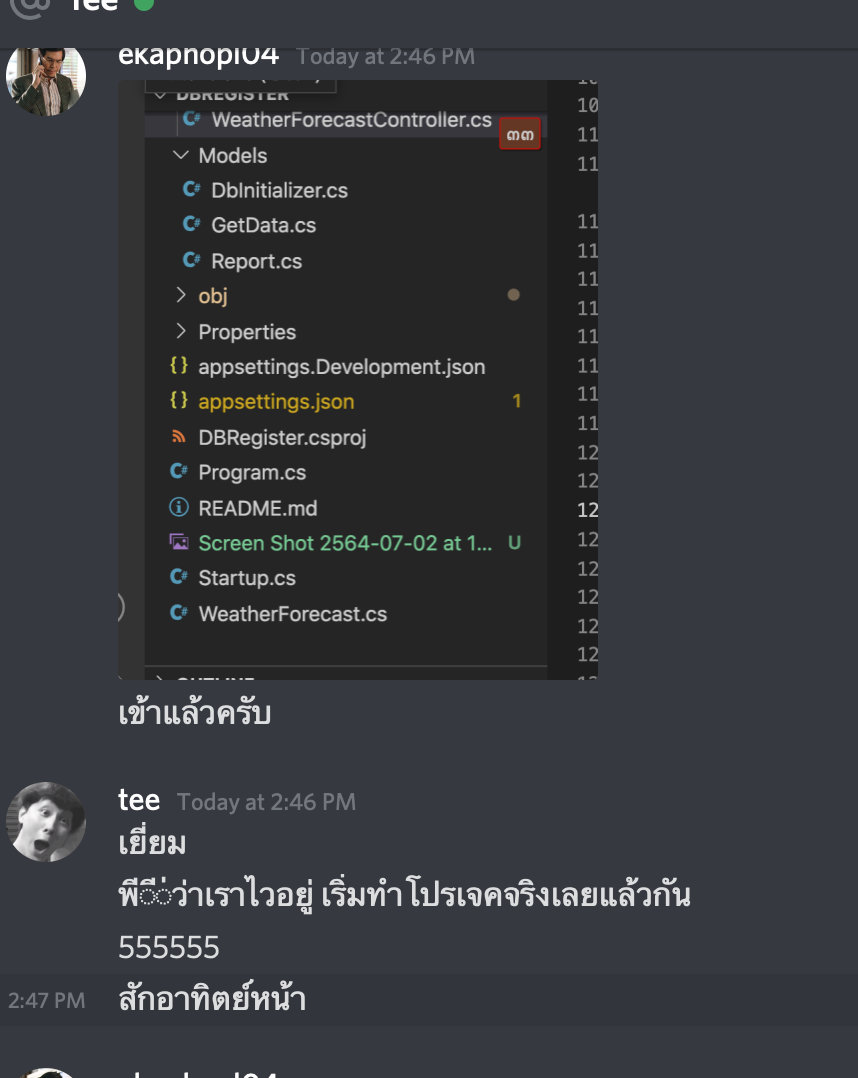 Tee
ekaphopl04 Today at 2:46 PM
DBREGISTER
WeatherForecastController.cs
ตต
10
11
Models
11
DbInitializer.cs
GetData.cs
11
11
Report.cs
11
obj
11
Properties
11
appsettings.Development.json
11
appsettings.json 1
11
DBRegister.csproj
11
12
Program.cs
12
README.md
12
Screen Shot 2564-07-02 at 1... U
12
Startup.cs
12
12
WeatherForecast.cs
12
12
OUTLINE
เข้าแล้วครับ
tee Today at 2:46 PM
เยี่ยม
พีี่ว่าเราไวอยู่ เริ่มทำ โปรเจคจริงเลยแล้วกัน
555555
2:47 PM สักอาทิตย์หน้า